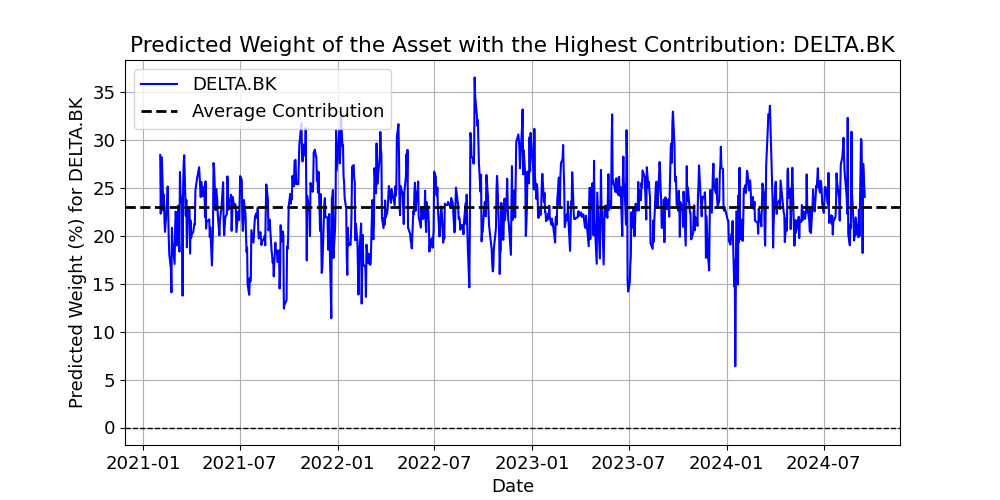 Predicted Weight of the Asset with the Highest Contribution: DELTA.BK
DELTA.BK
Average Contribution
Predicted Weight (%) for DELTA.BK
35
30
25
20
15
10
5
0
2021-01 2021-07 2022-01 2022-07 2023-01 2023-07 2024-01 2024-07
Date